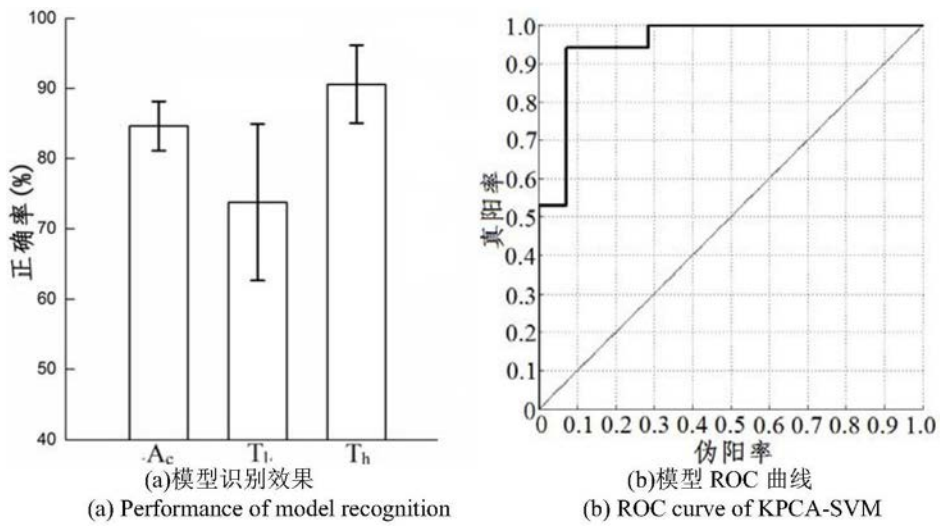 100
90
80
70
60
50
40
正确率(%)
Ac
Tl
Th
(a)模型识别效果
(a) Performance of model recognition
1.0
0.9
0.8
0.7
0.6
0.5
0.4
0.3
0.2
0.1
0
真阳率
0 0.1 0.2 0.3 0.4 0.5 0.6 0.7 0.8 0.9 1.0
伪阳率
(b)模型 ROC 曲线
(b) ROC curve of KPCA-SVM